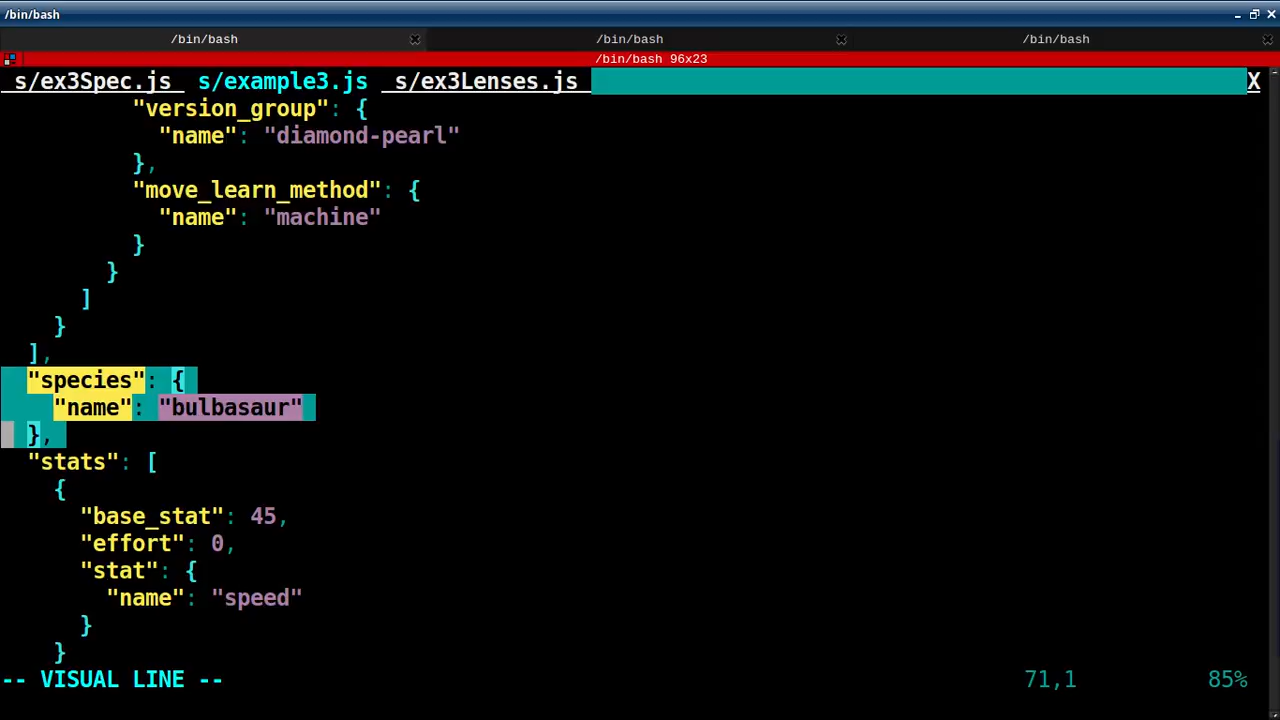 /bin/bash
/bin/bash /bin/bash /bin/bash
/bin/bash 96x23
s/ex3Spec.js s/example3.js s/ex3Lenses.js X
"version_group": {
"name": "diamond-pearl"
},
"move_learn_method": {
"name": "machine"
}
}
]
}
],
"species": {
"name": "bulbasaur"
},
"stats": [
{
"base_stat": 45,
"effort": 0,
"stat": {
"name": "speed"
}
}
-- VISUAL LINE -- 71,1 85%